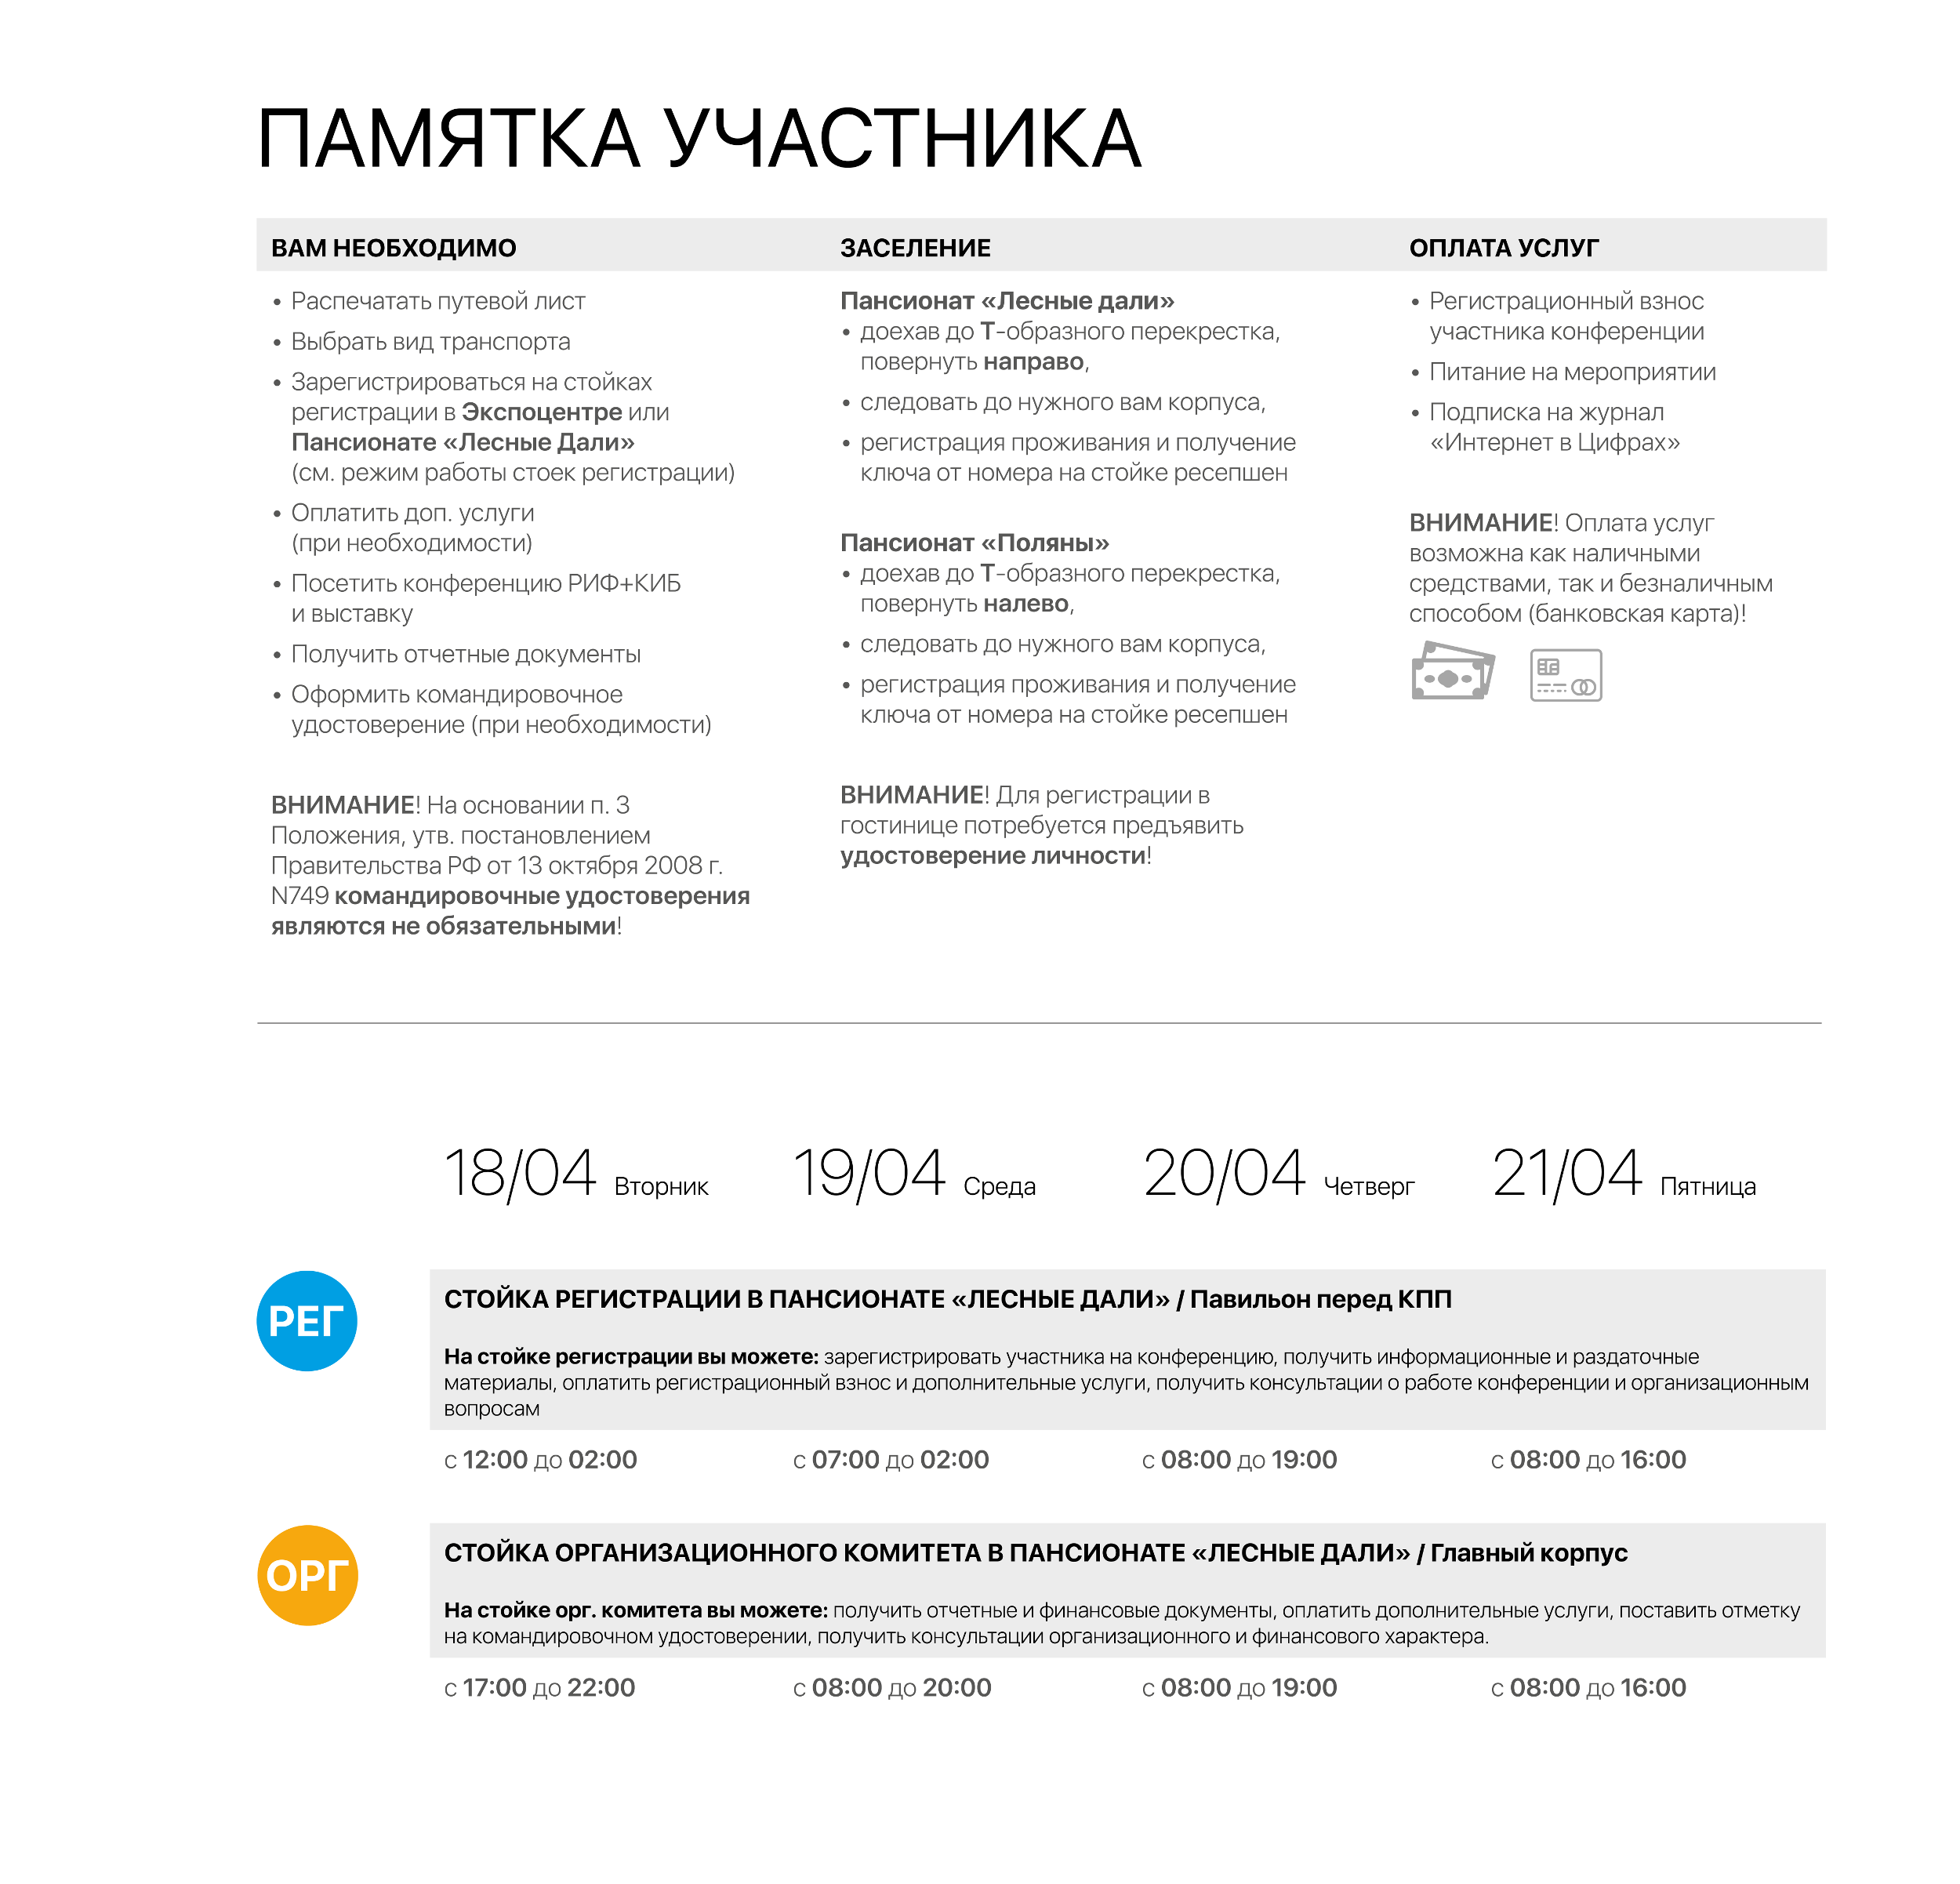 ПАМЯТКА УЧАСТНИКА
ВАМ НЕОБХОДИМО
• Распечатать путевой лист
• Выбрать вид транспорта
• Зарегистрироваться на стойках
регистрации в Экспоцентре или
Пансионате «Лесные Дали»
(см. режим работы стоек регистрации)
• Оплатить доп. услуги
(при необходимости)
• Посетить конференцию РИФ+КИБ
и выставку
• Получить отчетные документы
• Оформить командировочное
удостоверение (при необходимости)
ВНИМАНИЕ! На основании п. 3
Положения, утв. постановлением
Правительства РФ от 13 октября 2008 г.
N749 командировочные удостоверения
являются не обязательными!
ЗАСЕЛЕНИЕ
Пансионат «Лесные дали»
• доехав до Т-образного перекрестка,
повернуть направо,
• следовать до нужного вам корпуса,
• регистрация проживания и получение
ключа от номера на стойке ресепшен
Пансионат «Поляны»
• доехав до Т-образного перекрестка,
повернуть налево,
• следовать до нужного вам корпуса,
• регистрация проживания и получение
ключа от номера на стойке ресепшен
ВНИМАНИЕ! Для регистрации в
гостинице потребуется предъявить
удостоверение личности!
ОПЛАТА УСЛУГ
• Регистрационный взнос
участника конференции
• Питание на мероприятии
• Подписка на журнал
«Интернет в Цифрах»
ВНИМАНИЕ! Оплата услуг
возможна как наличными
средствами, так и безналичным
способом (банковская карта)!
18/04 Вторник 19/04 Среда 20/04 Четверг 21/04 Пятница
РЕГ
СТОЙКА РЕГИСТРАЦИИ В ПАНСИОНАТЕ «ЛЕСНЫЕ ДАЛИ» / Павильон перед КПП
На стойке регистрации вы можете: зарегистрировать участника на конференцию, получить информационные и раздаточные
материалы, оплатить регистрационный взнос и дополнительные услуги, получить консультации о работе конференции и организационным
вопросам
с 12:00 до 02:00 с 07:00 до 02:00 с 08:00 до 19:00 с 08:00 до 16:00
ОРГ
СТОЙКА ОРГАНИЗАЦИОННОГО КОМИТЕТА В ПАНСИОНАТЕ «ЛЕСНЫЕ ДАЛИ» / Главный корпус
На стойке орг. комитета вы можете: получить отчетные и финансовые документы, оплатить дополнительные услуги, поставить отметку
на командировочном удостоверении, получить консультации организационного и финансового характера.
с 17:00 до 22:00 с 08:00 до 20:00 с 08:00 до 19:00 с 08:00 до 16:00